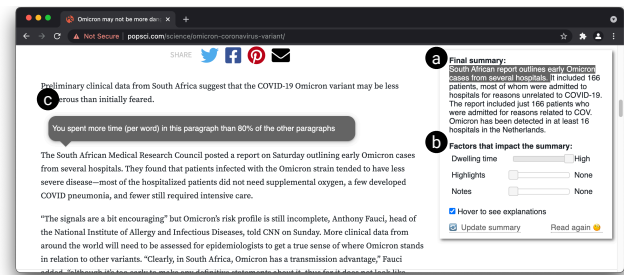 Omicron may not be more dan
Not Secure | popsci.com/science/omicron-coronavirus-variant/
SHARE
Preliminary clinical data from South Africa suggest that the COVID-19 Omicron variant may be less
erous than initially feared.
c
You spent more time (per word) in this paragraph than 80% of the other paragraphs
The South African Medical Research Council posted a report on Saturday outlining early Omicron cases
from several hospitals. They found that patients infected with the Omicron strain tended to have less
severe disease—most of the hospitalized patients did not need supplemental oxygen, a few developed
COVID pneumonia, and fewer still required intensive care.
“The signals are a bit encouraging” but Omicron’s risk profile is still incomplete, Anthony Fauci, head of
the National Institute of Allergy and Infectious Diseases, told CNN on Sunday. More clinical data from
around the world will need to be assessed for epidemiologists to get a true sense of where Omicron stands
in relation to other variants. “Clearly, in South Africa, Omicron has a transmission advantage,” Fauci
added, “although it’s too early to make any definitive statements about it, thus far it does not look like
a
Final summary:
South African report outlines early Omicron
cases from several hospitals. It included 166
patients, most of whom were admitted to
hospitals for reasons unrelated to COVID-19.
The report included just 166 patients who
were admitted for reasons related to COV.
Omicron has been detected in at least 16
hospitals in the Netherlands.
b
Factors that impact the summary:
Dwelling time High
Highlights None
Notes None
Hover to see explanations
Update summary Read again